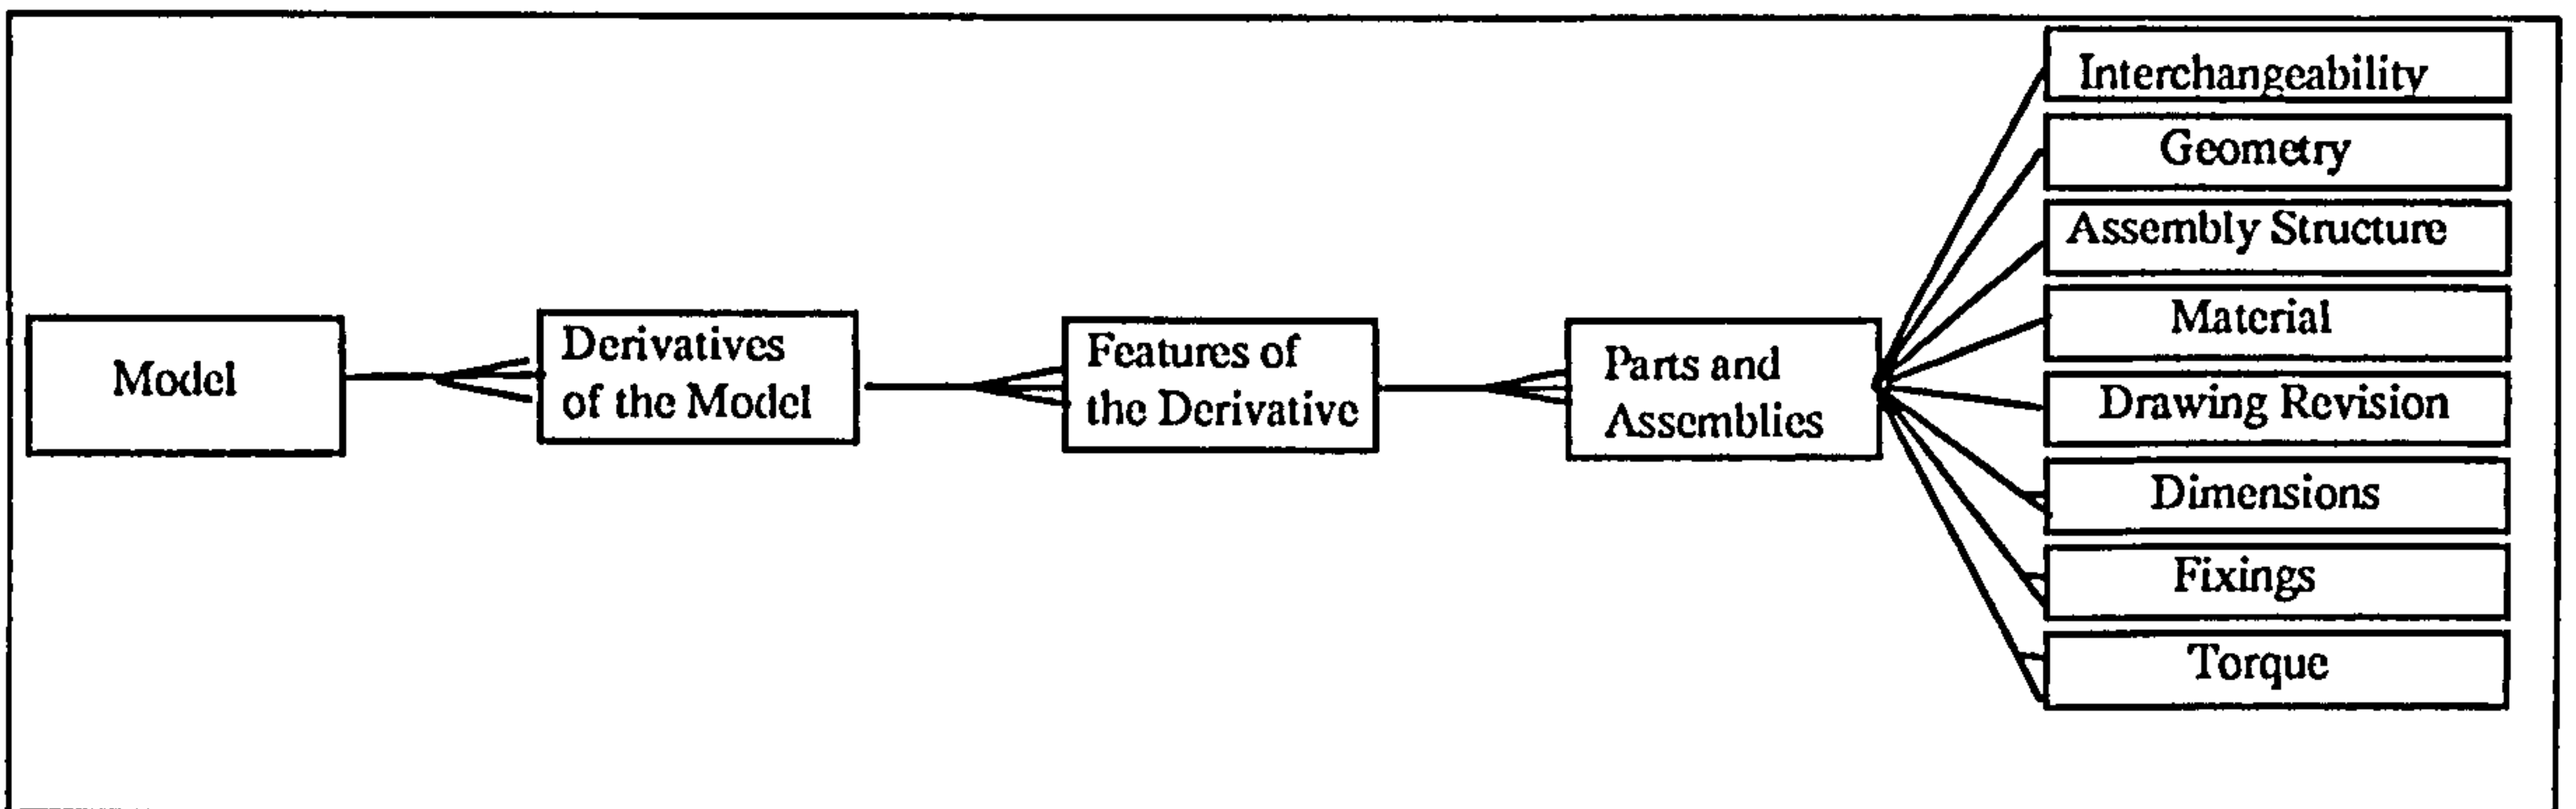 Model
Derivatives
of the Model
Features of
the Derivative
Parts and
Assemblies
Interchangeability
Geometry
Assembly Structure
Material
Drawing Revision
Dimensions
Fixings
Torque